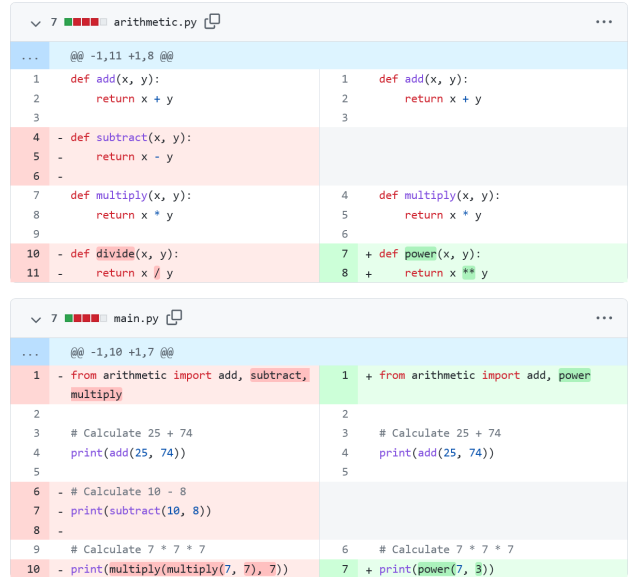 7 arithmetic.py ...
... @@ -1,11 +1,8 @@
1 def add(x, y): 1 def add(x, y):
2 return x + y 2 return x + y
3 3
4 - def subtract(x, y):
5 - return x - y
6 -
7 def multiply(x, y): 4 def multiply(x, y):
8 return x * y 5 return x * y
9 6
10 - def divide(x, y): 7 + def power(x, y):
11 - return x / y 8 + return x ** y
7 main.py ...
... @@ -1,10 +1,7 @@
1 - from arithmetic import add, subtract, 1 + from arithmetic import add, power
multiply
2 2
3 # Calculate 25 + 74 3 # Calculate 25 + 74
4 print(add(25, 74)) 4 print(add(25, 74))
5 5
6 - # Calculate 10 - 8
7 - print(subtract(10, 8))
8 -
9 # Calculate 7 * 7 * 7 6 # Calculate 7 * 7 * 7
10 - print(multiply(multiply(7, 7), 7)) 7 + print(power(7, 3))